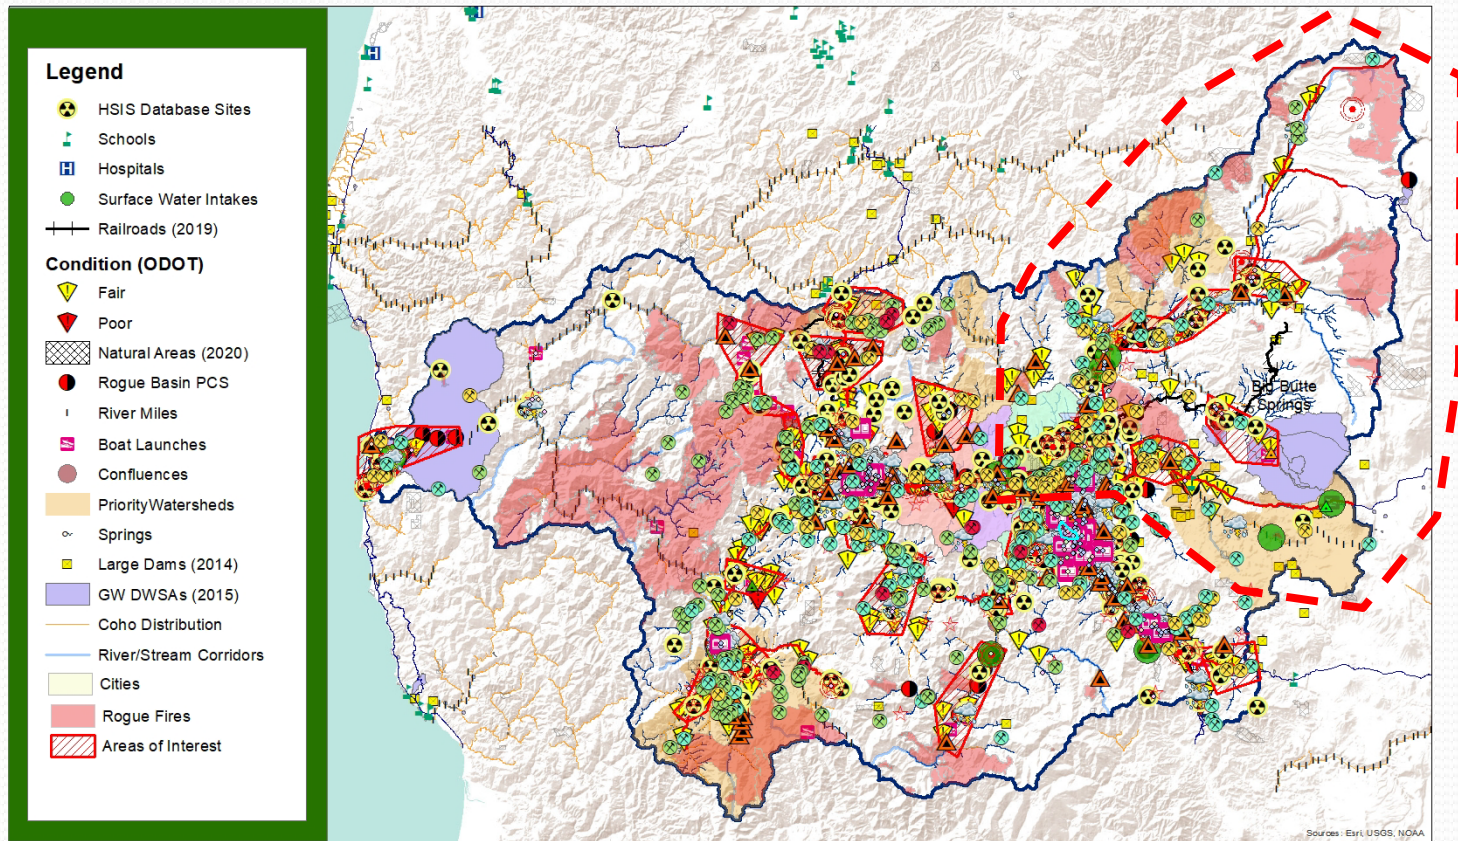 Legend
HSIS Database Sites
Schools
H
Hospitals
Surface Water Intakes
Railroads (2019)
Condition (ODOT)
Fair
Poor
Natural Areas (2020)
Rogue Basin PCS
River Miles
Boat Launches
Confluences
PriorityWatersheds
Springs
Large Dams (2014)
GW DWSAs (2015)
Coho Distribution
River/Stream Corridors
Cities
Rogue Fires
Areas of Interest
H
H
Big Butte
Springs
Sources: Esri, USGS, NOAA